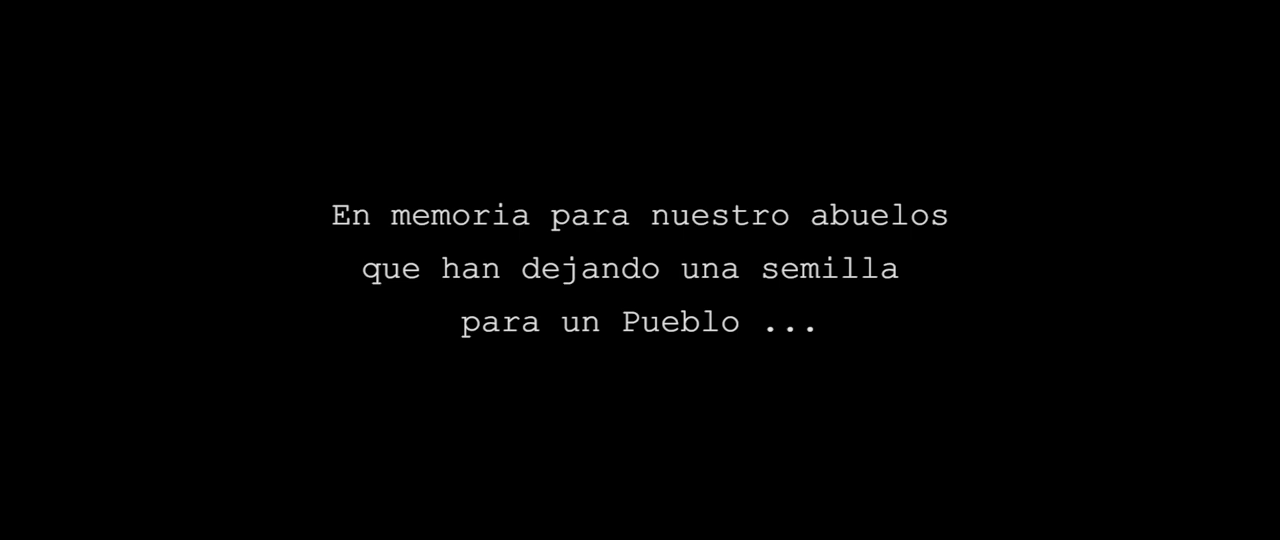 En memoria para nuestro abuelos
que han dejando una semilla
para un Pueblo ...